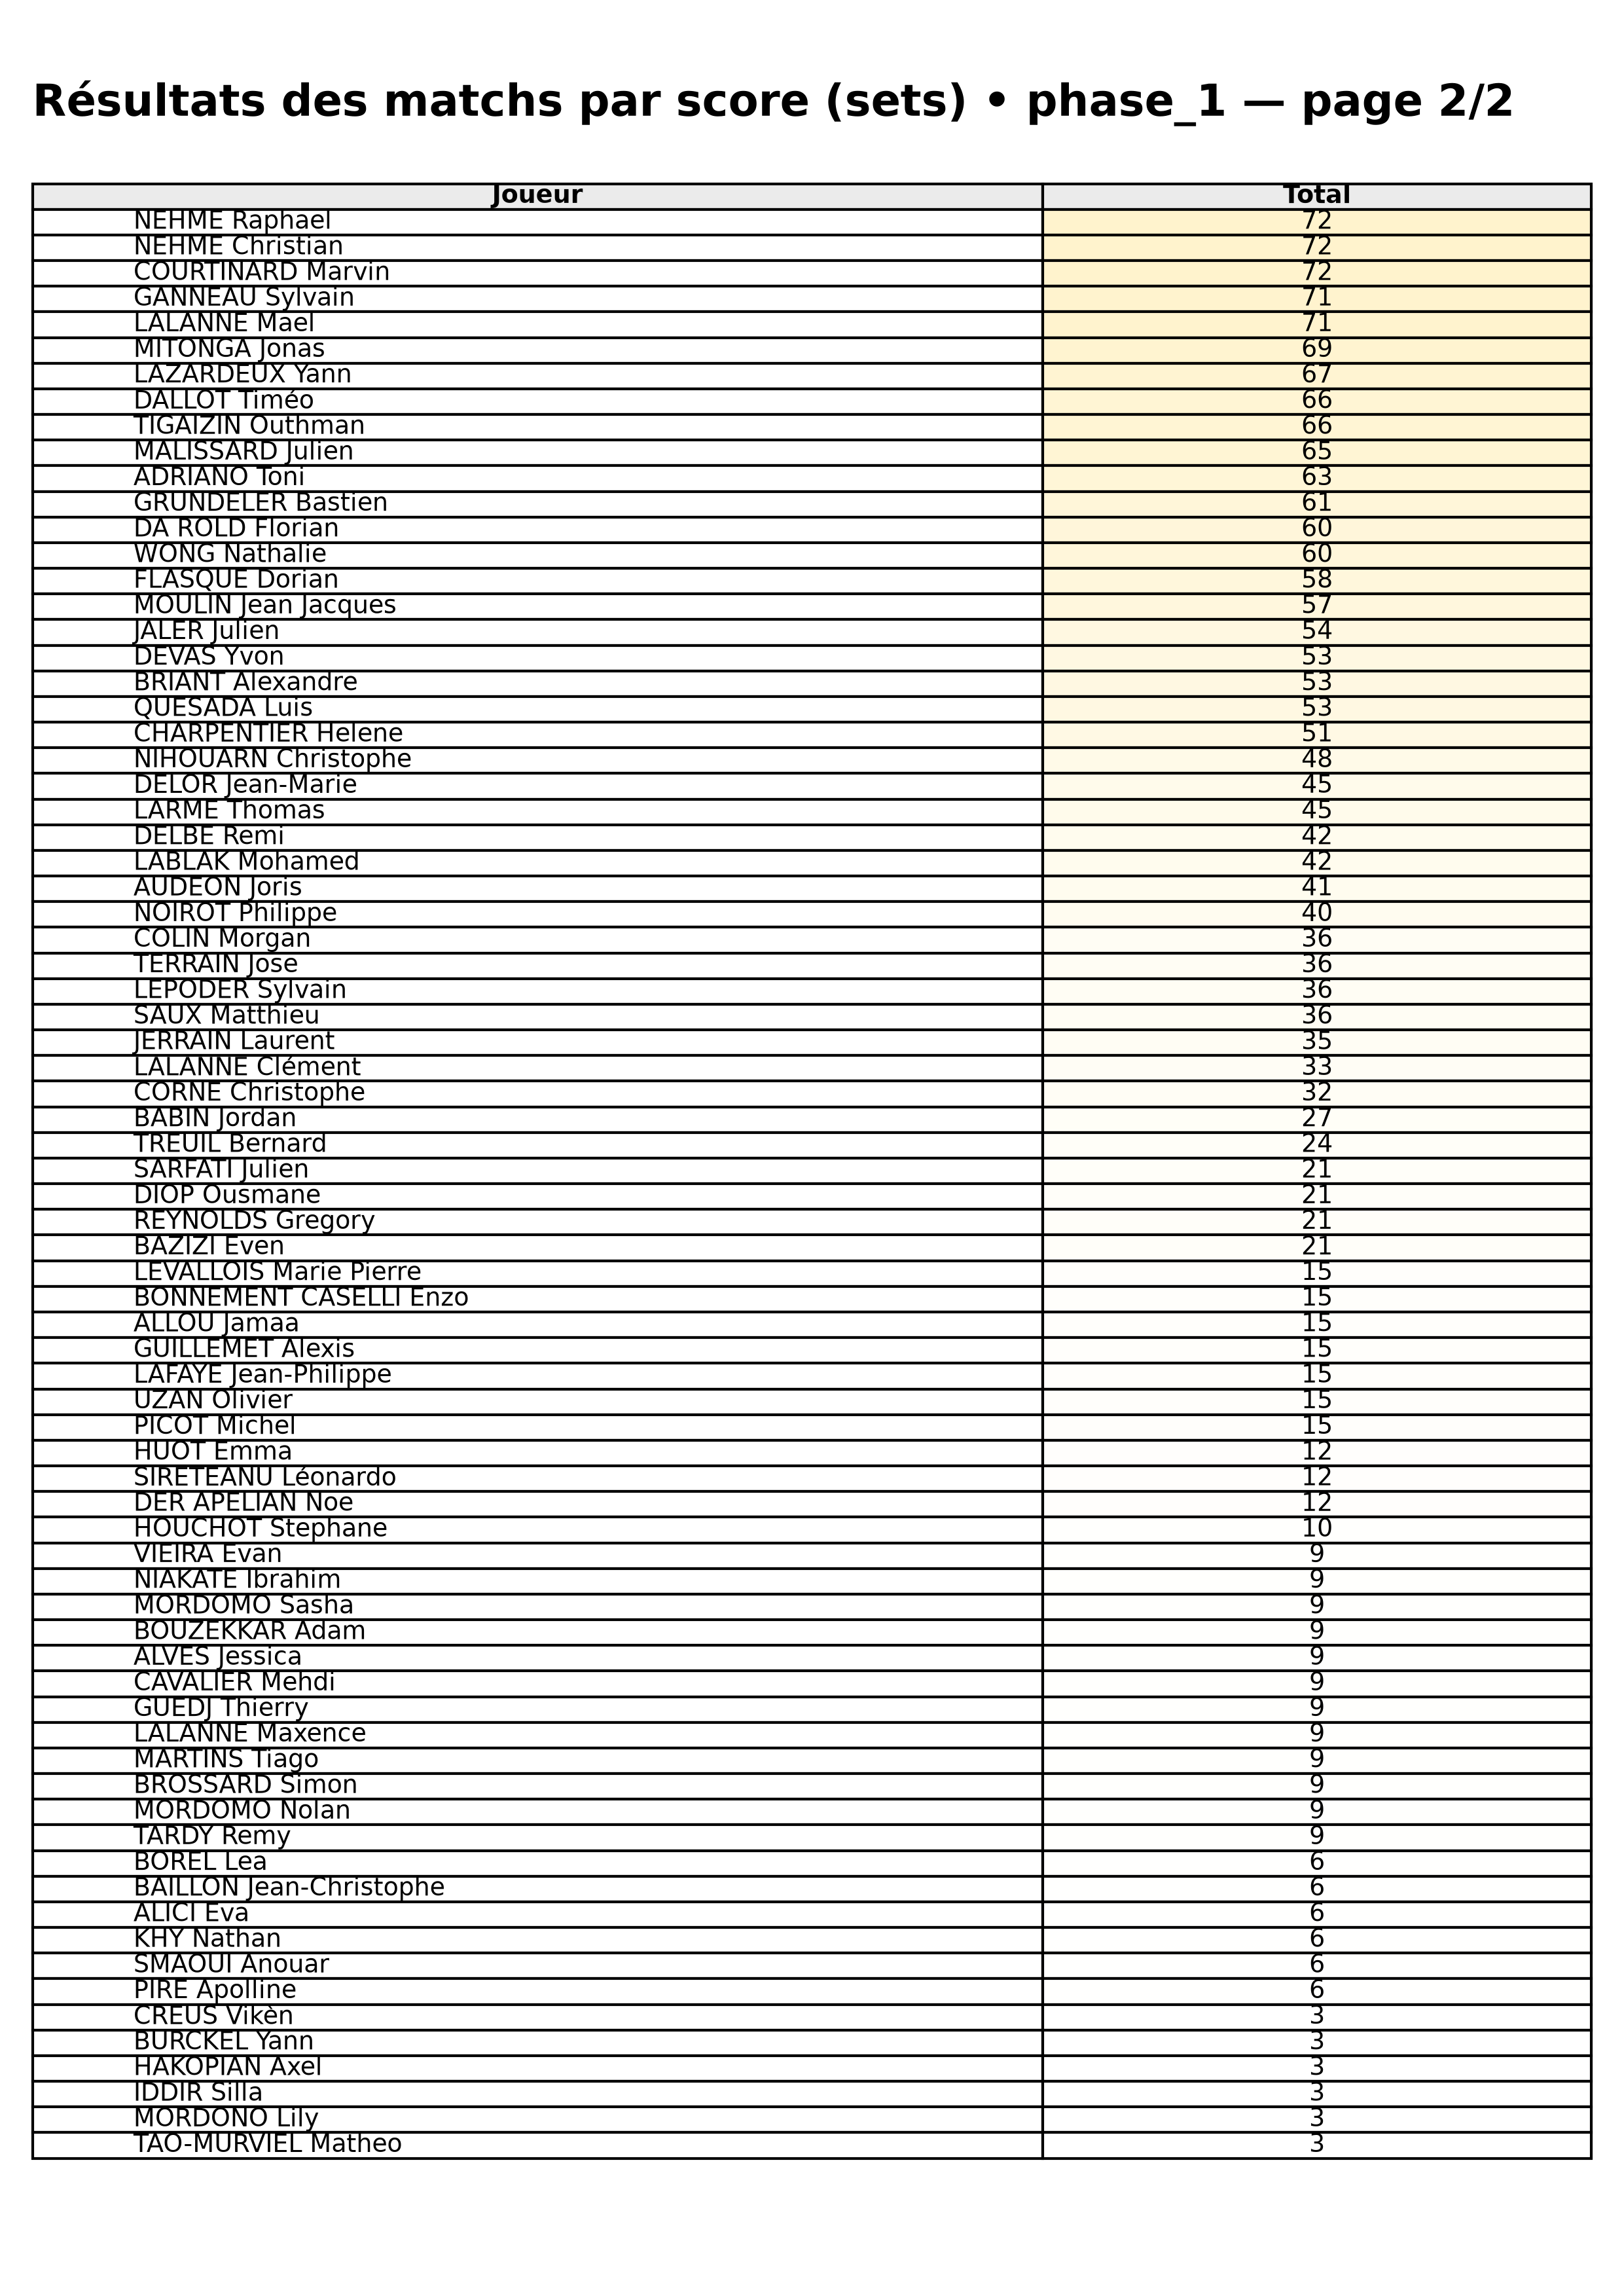 Résultats des matchs par score (sets) • phase_1 — page 2/2
Joueur Total
NEHME Raphael 72
NEHME Christian 72
COURTINARD Marvin 72
GANNEAU Sylvain 71
LALANNE Mael 71
MITONGA Jonas 69
LAZARDEUX Yann 67
DALLOT Timéo 66
TIGAIZIN Outhman 66
MALISSARD Julien 65
ADRIANO Toni 63
GRUNDELER Bastien 61
DA ROLD Florian 60
WONG Nathalie 60
FLASQUE Dorian 58
MOULIN Jean Jacques 57
JALER Julien 54
DEVAS Yvon 53
BRIANT Alexandre 53
QUESADA Luis 53
CHARPENTIER Helene 51
NIHOUARN Christophe 48
DELOR Jean-Marie 45
LARME Thomas 45
DELBE Remi 42
LABLAK Mohamed 42
AUDEON Joris 41
NOIROT Philippe 40
COLIN Morgan 36
TERRAIN Jose 36
LEPODER Sylvain 36
SAUX Matthieu 36
JERRAIN Laurent 35
LALANNE Clément 33
CORNE Christophe 32
BABIN Jordan 27
TREUIL Bernard 24
SARFATI Julien 21
DIOP Ousmane 21
REYNOLDS Gregory 21
BAZIZI Even 21
LEVALLOIS Marie Pierre 15
BONNEMENT CASELLI Enzo 15
ALLOU Jamaa 15
GUILLEMET Alexis 15
LAFAYE Jean-Philippe 15
UZAN Olivier 15
PICOT Michel 15
HUOT Emma 12
SIRETEANU Léonardo 12
DER APELIAN Noe 12
HOUCHOT Stephane 10
VIEIRA Evan 9
NIAKATE Ibrahim 9
MORDOMO Sasha 9
BOUZEKKAR Adam 9
ALVES Jessica 9
CAVALIER Mehdi 9
GUEDJ Thierry 9
LALANNE Maxence 9
MARTINS Tiago 9
BROSSARD Simon 9
MORDOMO Nolan 9
TARDY Remy 9
BOREL Lea 6
BAILLON Jean-Christophe 6
ALICI Eva 6
KHY Nathan 6
SMAOUI Anouar 6
PIRE Apolline 6
CREUS Vikèn 3
BURCKEL Yann 3
HAKOPIAN Axel 3
IDDIR Silla 3
MORDONO Lily 3
TAO-MURVIEL Matheo 3